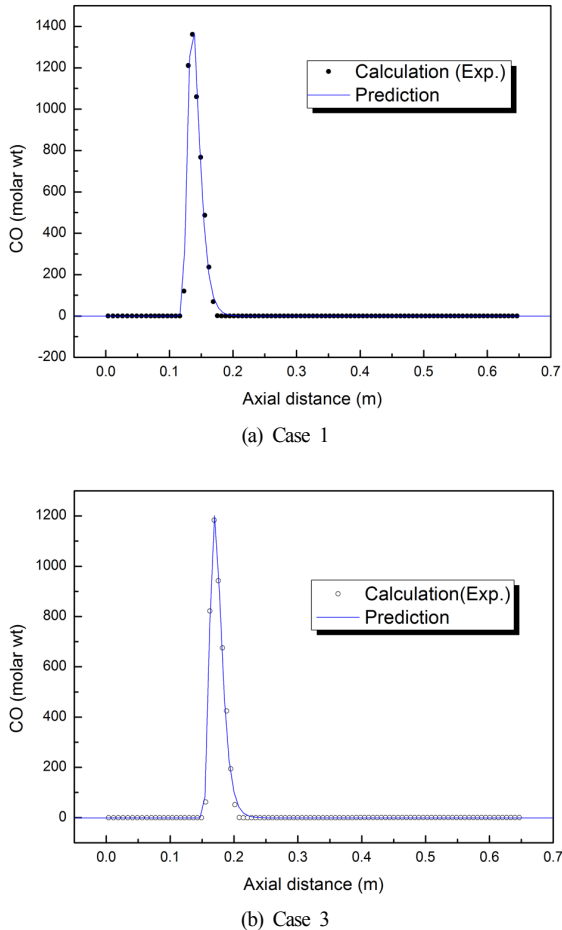 1400
1200
1000
800
600
400
200
0
-200
CO (molar wt)
Calculation (Exp.)
Prediction
0.0 0.1 0.2 0.3 0.4 0.5 0.6 0.7
Axial distance (m)
(a) Case 1
1200
1000
800
600
400
200
0
CO (molar wt)
Calculation(Exp.)
Prediction
0.0 0.1 0.2 0.3 0.4 0.5 0.6 0.7
Axial distance (m)
(b) Case 3